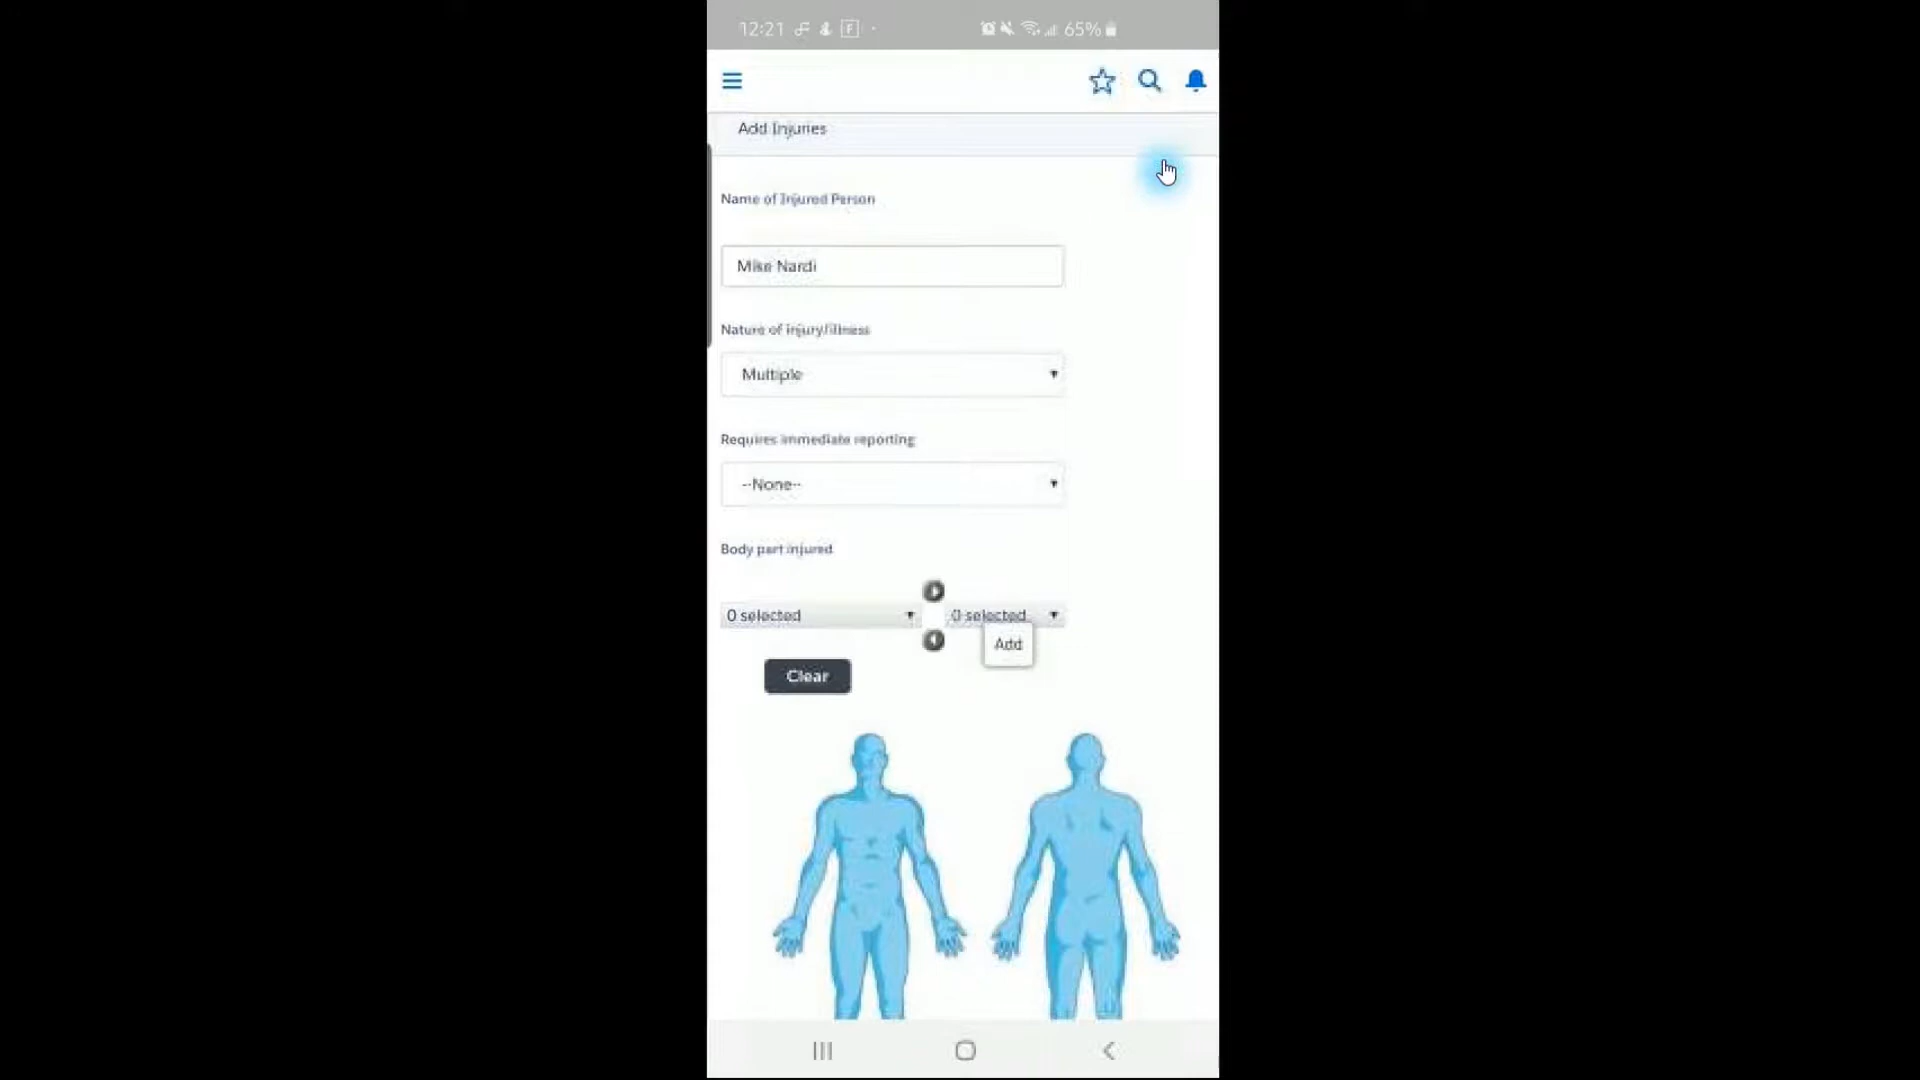 12:21 65%
Add Injuries
Name of Injured Person
Mike Nardi
Nature of injury/illness
Multiple
Requires immediate reporting
--None--
Body part injured
0 selected 0 selected
Add
Clear